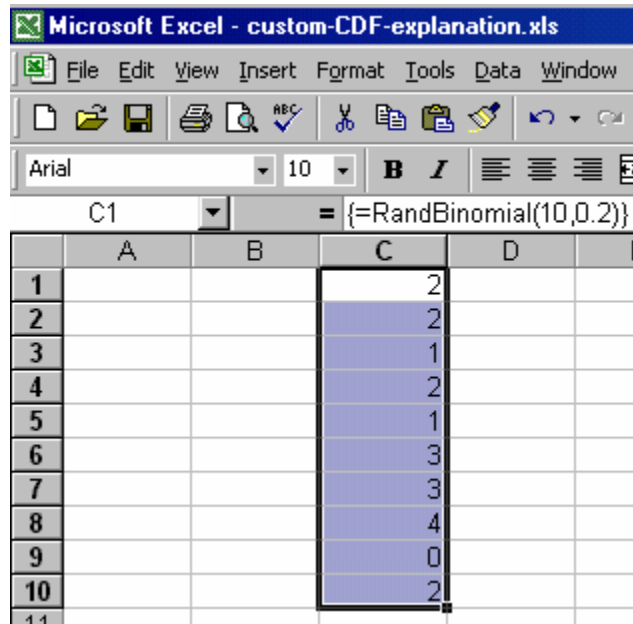 Microsoft Excel - custom-CDF-explanation.xls
File Edit View Insert Format Tools Data Window
ABC
Arial 10 B I
C1 = {=RandBinomial(10,0.2)}
A B C D
1 2
2 2
3 1
4 2
5 1
6 3
7 3
8 4
9 0
10 2
11